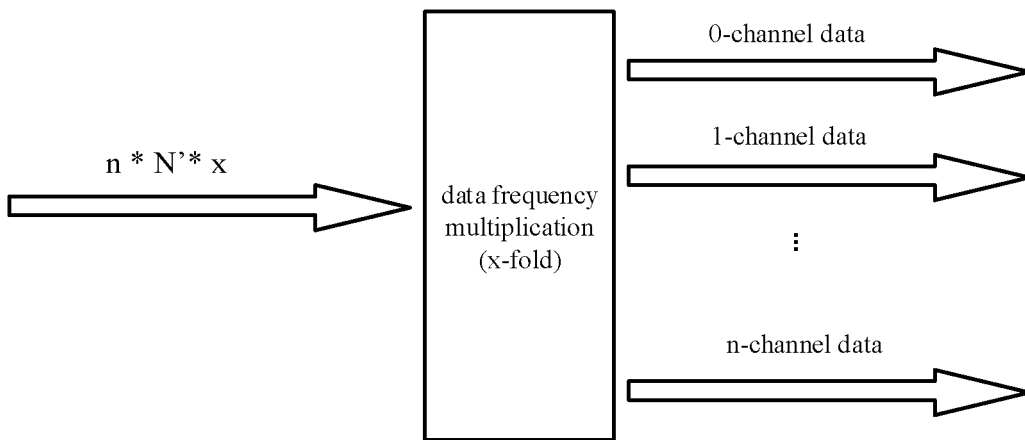 0-channel data
n * N’* x
1-channel data
data frequency
multiplication
(x-fold)
...
n-channel data